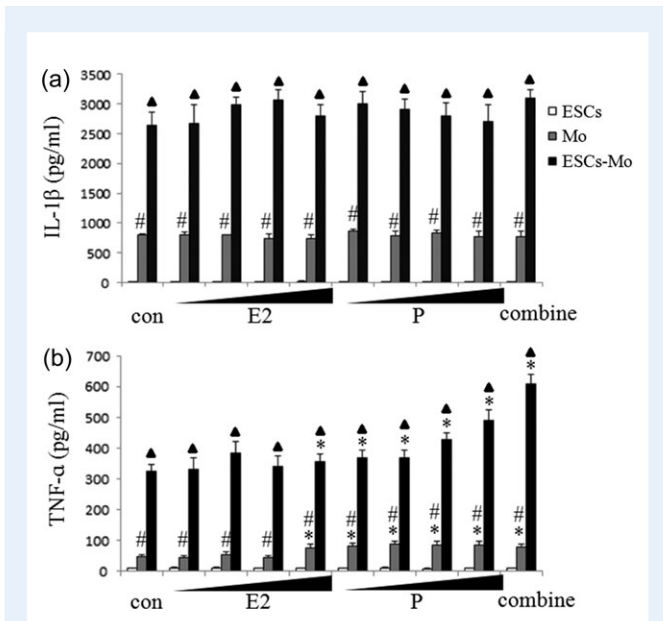 (a)
3500
3000
2500
2000
1500
1000
500
0
IL-1β (pg/ml)
ESCs
Mo
ESCs-Mo
# # # # # # # # # #
con E2 P combine
(b)
700
600
500
400
300
200
100
0
TNF-α (pg/ml)
* * * * * *
# # # # # # # # # #
* * * * * *
con E2 P combine